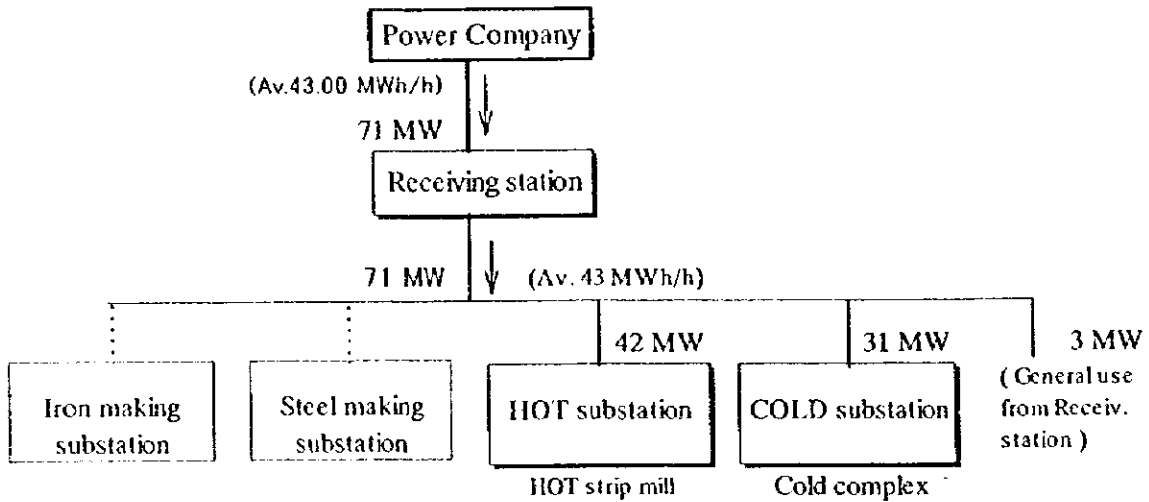 Power Company
(Av.43.00 MWh/h)
71 MW
Receiving station
71 MW (Av. 43 MWh/h)
42 MW 31 MW 3 MW
Iron making
substation
Steel making
substation
HOT substation
COLD substation
( General use
from Receiv.
station )
HOT strip mill
Cold complex